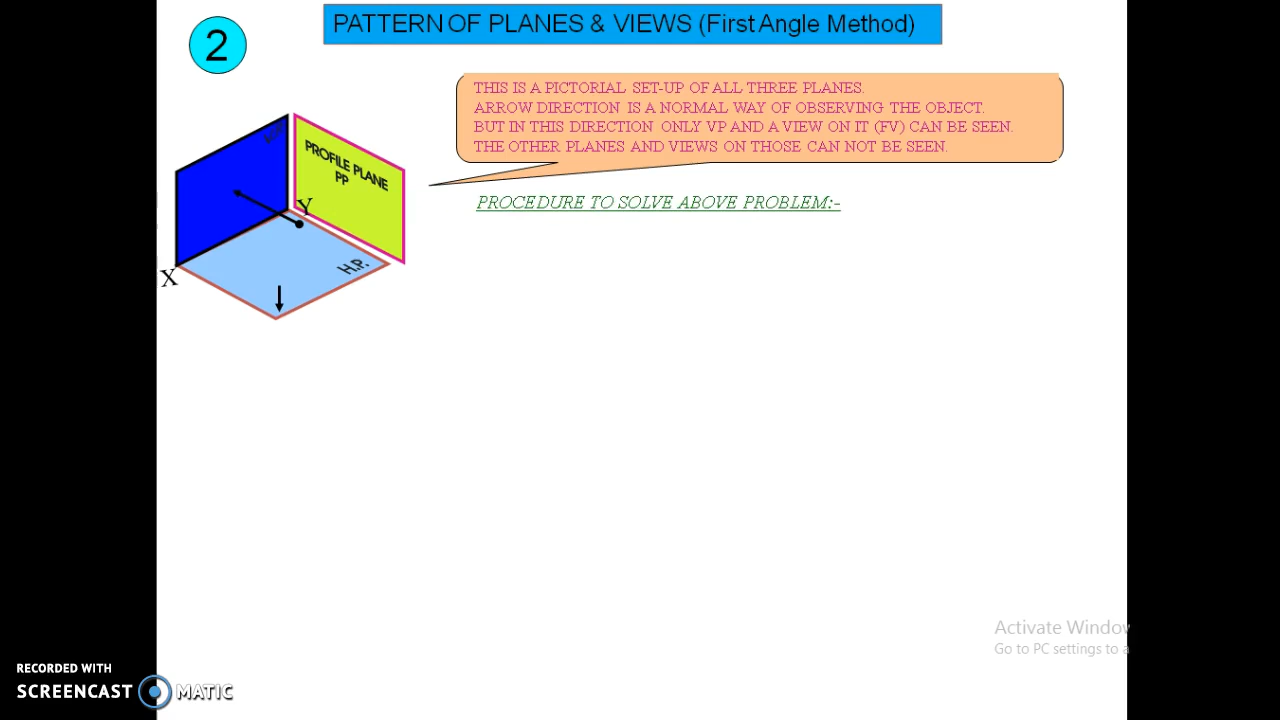 2
PATTERN OF PLANES & VIEWS (First Angle Method)
THIS IS A PICTORIAL SET-UP OF ALL THREE PLANES.
ARROW DIRECTION IS A NORMAL WAY OF OBSERVING THE OBJECT.
BUT IN THIS DIRECTION ONLY VP AND A VIEW ON IT (FV) CAN BE SEEN.
THE OTHER PLANES AND VIEWS ON THOSE CAN NOT BE SEEN.
PROFILE PLANE
PP
Y
X
H.P.
PROCEDURE TO SOLVE ABOVE PROBLEM:-
Activate Window
Go to PC settings to a
RECORDED WITH
SCREENCAST MATIC